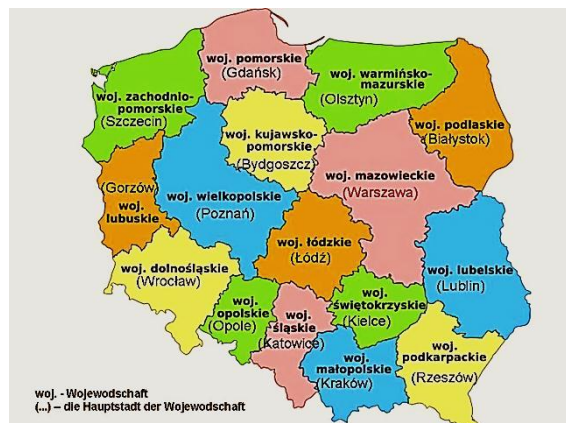 woj. pomorskie
(Gdańsk)
woj. warmińsko-
mazurskie
(Olsztyn)
woj. zachodnio-
pomorskie
(Szczecin)
woj. kujawsko-
pomorskie
(Bydgoszcz)
woj. podlaskie
(Białystok)
woj. mazowieckie
(Warszawa)
(Gorzów)
woj.
lubuskie
woj. wielkopolskie
(Poznań)
woj. łódzkie
(Łódź)
woj. dolnośląskie
(Wrocław)
woj. lubelskie
(Lublin)
woj.
opolskie
(Opole)
woj.
śląskie
(Katowice)
woj.
świętokrzyskie
(Kielce)
woj.
małopolskie
(Kraków)
woj.
podkarpackie
(Rzeszów)
woj. - Wojewodschaft
(...) – die Hauptstadt der Wojewodschaft